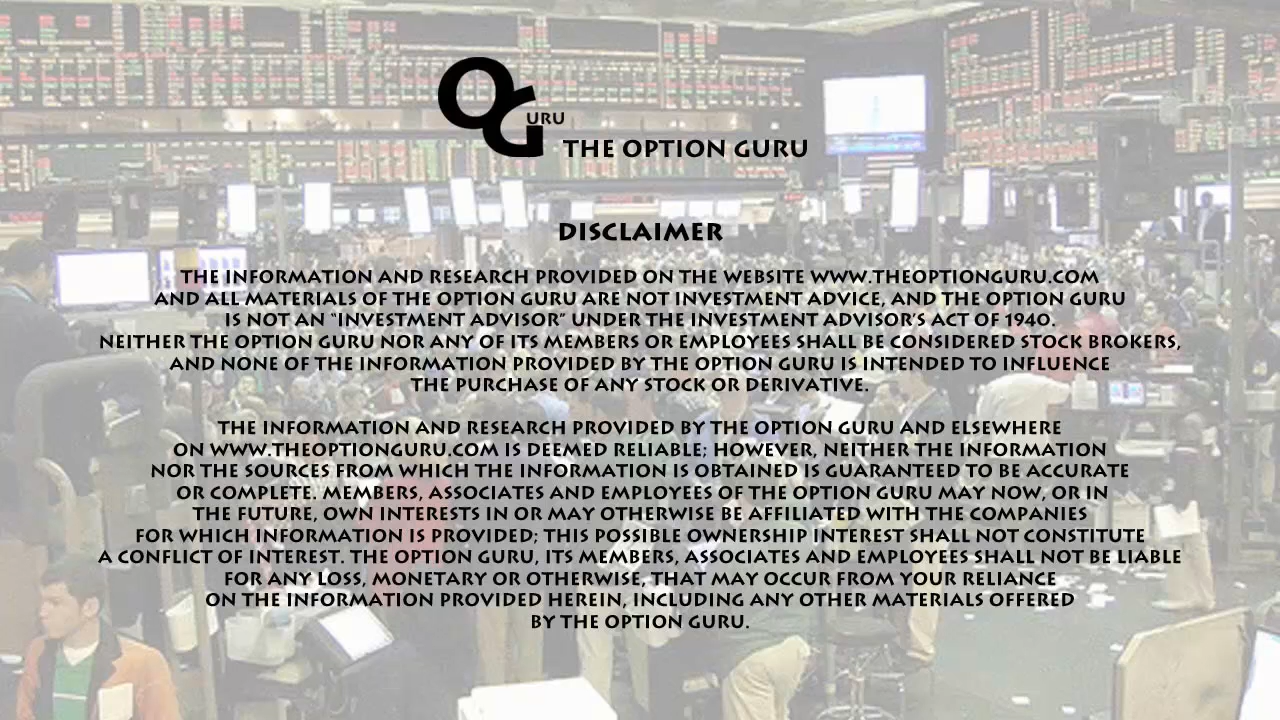 OG URU
THE OPTION GURU
DISCLAIMER
THE INFORMATION AND RESEARCH PROVIDED ON THE WEBSITE WWW.THEOPTIONGURU.COM
AND ALL MATERIALS OF THE OPTION GURU ARE NOT INVESTMENT ADVICE, AND THE OPTION GURU
IS NOT AN “INVESTMENT ADVISOR” UNDER THE INVESTMENT ADVISOR’S ACT OF 1940.
NEITHER THE OPTION GURU NOR ANY OF ITS MEMBERS OR EMPLOYEES SHALL BE CONSIDERED STOCK BROKERS,
AND NONE OF THE INFORMATION PROVIDED BY THE OPTION GURU IS INTENDED TO INFLUENCE
THE PURCHASE OF ANY STOCK OR DERIVATIVE.
THE INFORMATION AND RESEARCH PROVIDED BY THE OPTION GURU AND ELSEWHERE
ON WWW.THEOPTIONGURU.COM IS DEEMED RELIABLE; HOWEVER, NEITHER THE INFORMATION
NOR THE SOURCES FROM WHICH THE INFORMATION IS OBTAINED IS GUARANTEED TO BE ACCURATE
OR COMPLETE. MEMBERS, ASSOCIATES AND EMPLOYEES OF THE OPTION GURU MAY NOW, OR IN
THE FUTURE, OWN INTERESTS IN OR MAY OTHERWISE BE AFFILIATED WITH THE COMPANIES
FOR WHICH INFORMATION IS PROVIDED; THIS POSSIBLE OWNERSHIP INTEREST SHALL NOT CONSTITUTE
A CONFLICT OF INTEREST. THE OPTION GURU, ITS MEMBERS, ASSOCIATES AND EMPLOYEES SHALL NOT BE LIABLE
FOR ANY LOSS, MONETARY OR OTHERWISE, THAT MAY OCCUR FROM YOUR RELIANCE
ON THE INFORMATION PROVIDED HEREIN, INCLUDING ANY OTHER MATERIALS OFFERED
BY THE OPTION GURU.